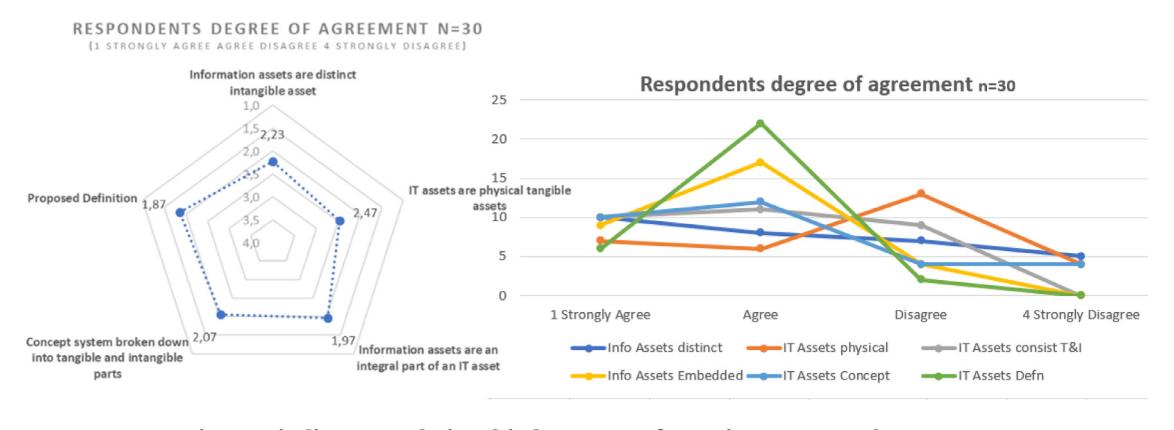 RESPONDENTS DEGREE OF AGREEMENT N=30
(1 STRONGLY AGREE AGREE DISAGREE 4 STRONGLY DISAGREE)
Information assets are distinct
intangible asset
1,0
1,5
2,23
2,0
3,0
3,5
4,0
Proposed Definition
1,87
IT assets are physical tangible
assets
2,47
Concept system broken down
into tangible and intangible
parts
2,07
1,97
Information assets are an
integral part of an IT asset
Respondents degree of agreement n=30
25
20
15
10
5
0
1 Strongly Agree
Agree
Disagree
4 Strongly Disagree
Info Assets distinct
IT Assets physical
IT Assets consist T&I
Info Assets Embedded
IT Assets Concept
IT Assets Defn